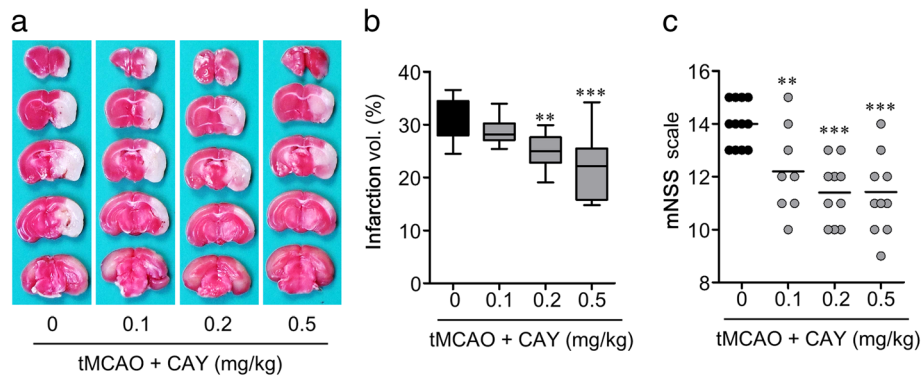 a
0 0.1 0.2 0.5
tMCAO + CAY (mg/kg)
b
Infarction vol. (%)
40
30
20
10
0
**
***
0 0.1 0.2 0.5
tMCAO + CAY (mg/kg)
c
mNSS scale
16
14
12
10
8
**
***
***
0 0.1 0.2 0.5
tMCAO + CAY (mg/kg)